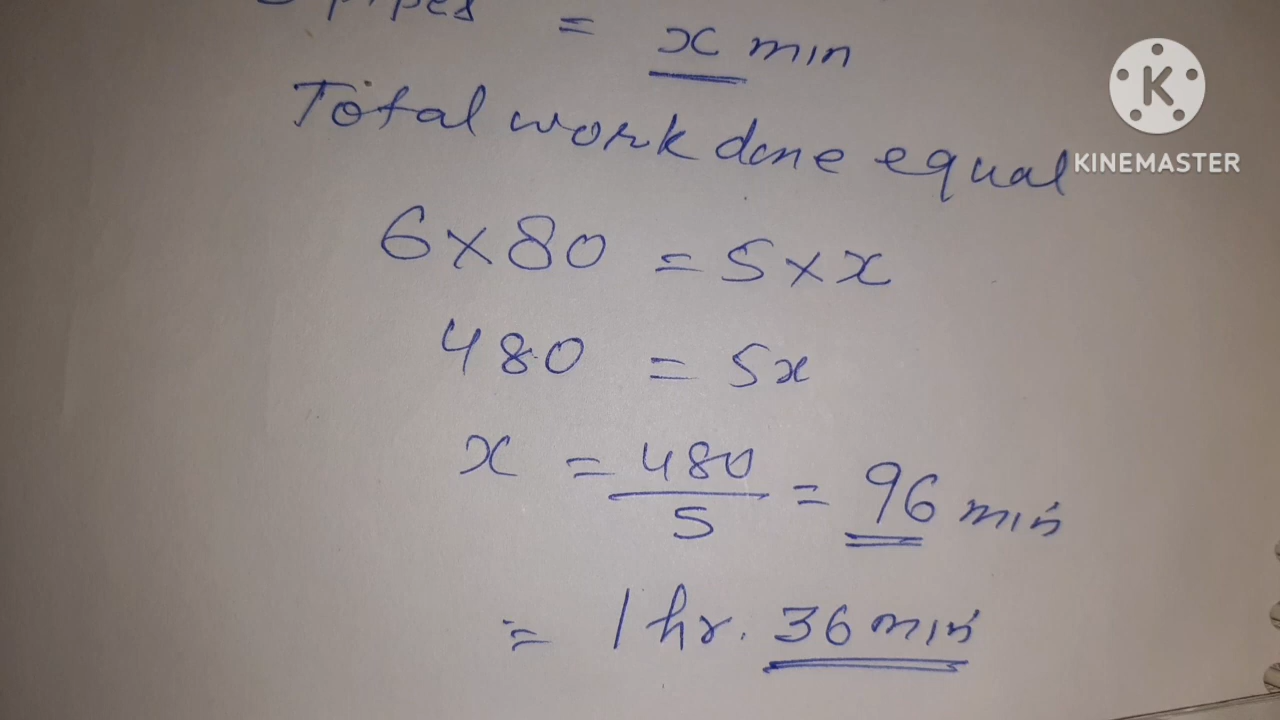 pipes = x min
Total work done equal
KINEMASTER
6 × 80 = 5 × x
480 = 5x
x = 480/5 = 96 min
= 1 hr. 36 min